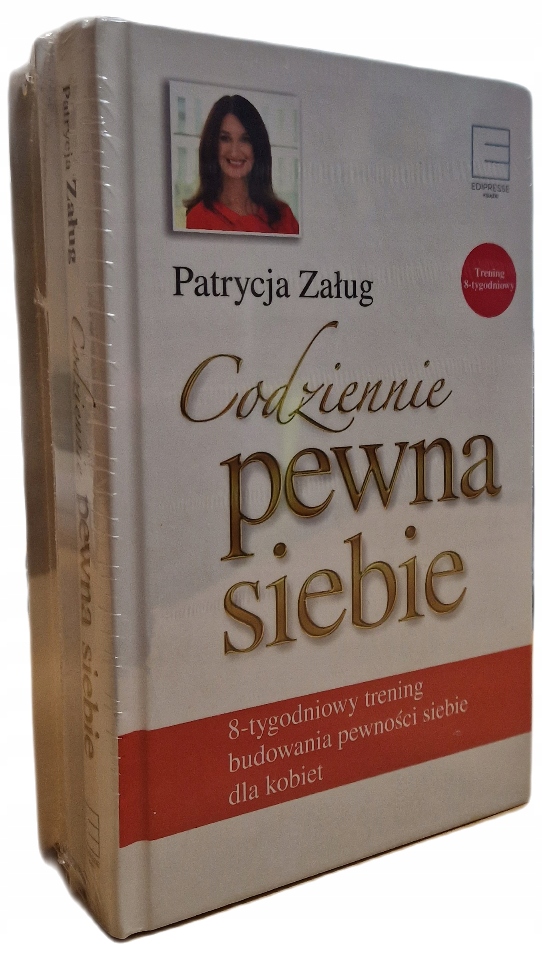 EDIPRESSE
KSIĄŻKI
Patrycja Załug
Trening
8-tygodniowy
Codziennie
pewna
siebie
8-tygodniowy trening
budowania pewności siebie
dla kobiet
Patrycja Załug Codziennie pewna siebie